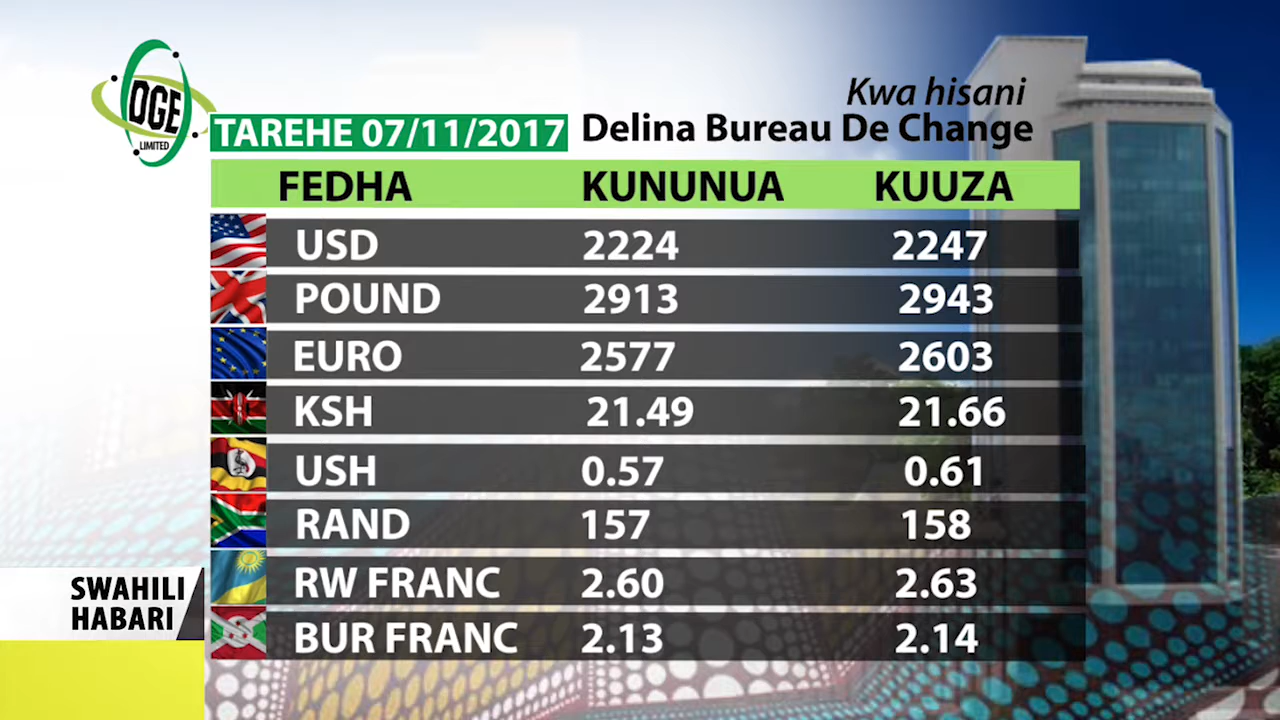 DGE
LIMITED
Kwa hisani
TAREHE 07/11/2017 Delina Bureau De Change
FEDHA KUNUNUA KUUZA
USD 2224 2247
POUND 2913 2943
EURO 2577 2603
KSH 21.49 21.66
USH 0.57 0.61
RAND 157 158
RW FRANC 2.60 2.63
BUR FRANC 2.13 2.14
SWAHILI
HABARI